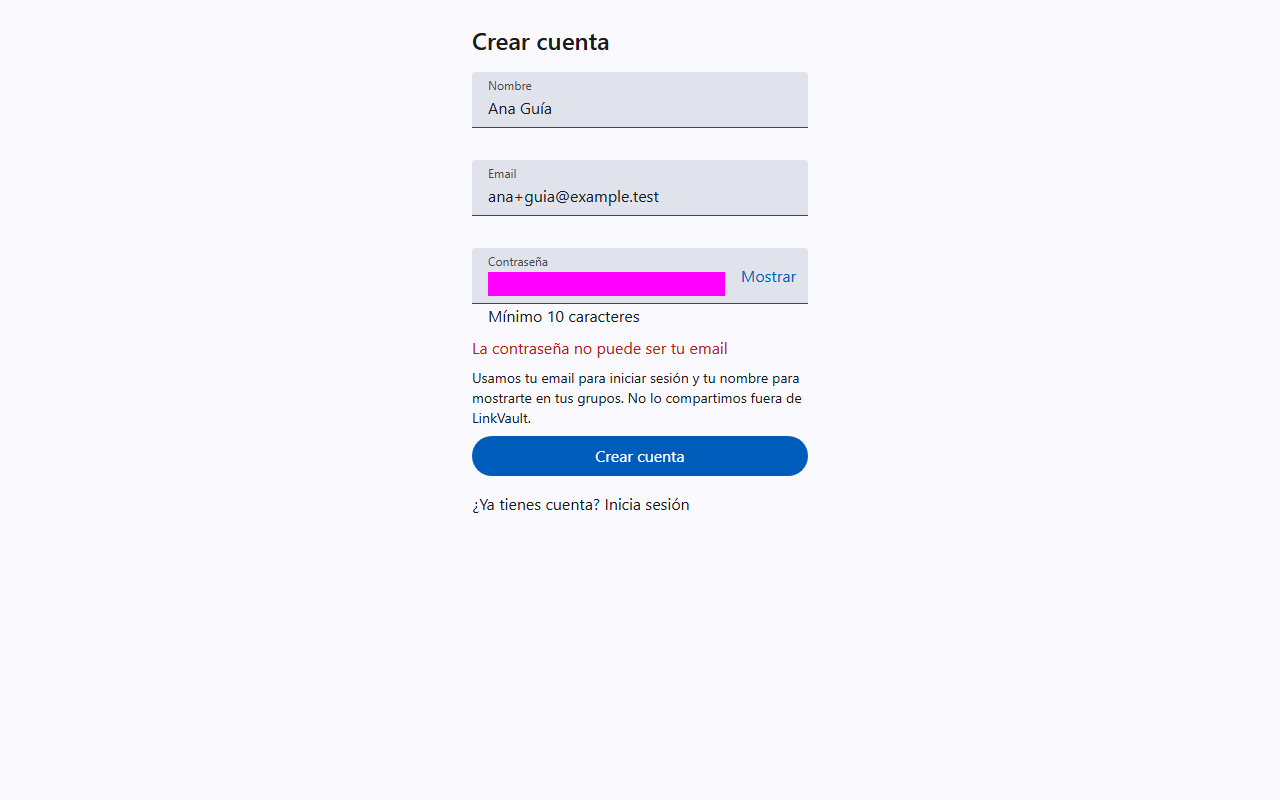 Crear cuenta
Nombre
Ana Guía
Email
ana+guia@example.test
Contraseña
Mostrar
Mínimo 10 caracteres
La contraseña no puede ser tu email
Usamos tu email para iniciar sesión y tu nombre para
mostrarte en tus grupos. No lo compartimos fuera de
LinkVault.
Crear cuenta
¿Ya tienes cuenta? Inicia sesión